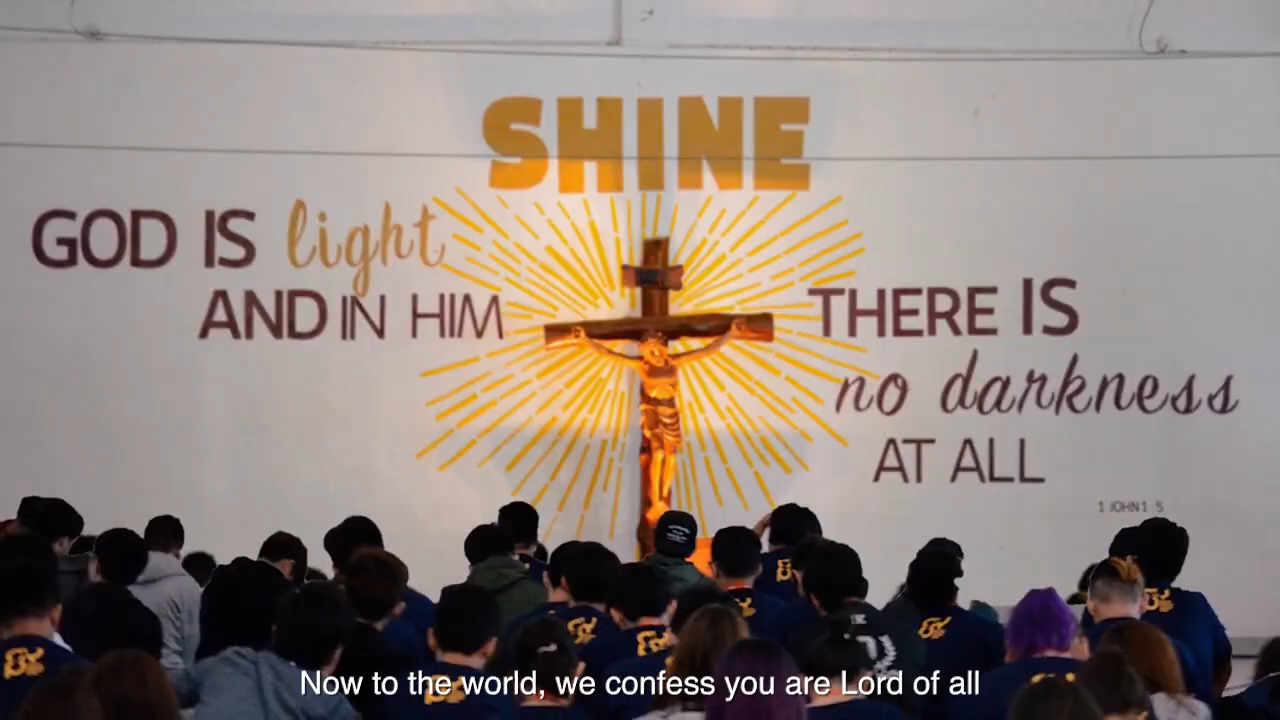 SHINE
GOD IS light
AND IN HIM
THERE IS
no darkness
AT ALL
1 JOHN 1 5
Now to the world, we confess you are Lord of all